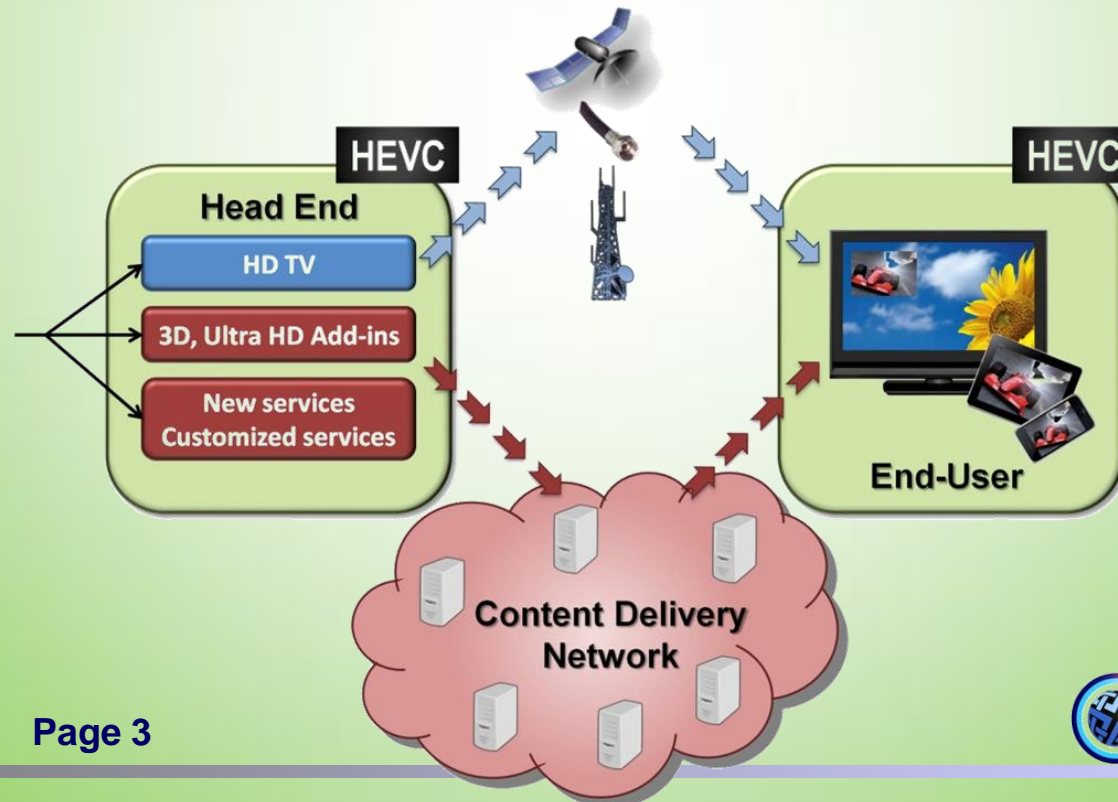 HEVC
Head End
HD TV
3D, Ultra HD Add-ins
New services
Customized services
HEVC
End-User
Content Delivery
Network
Page 3